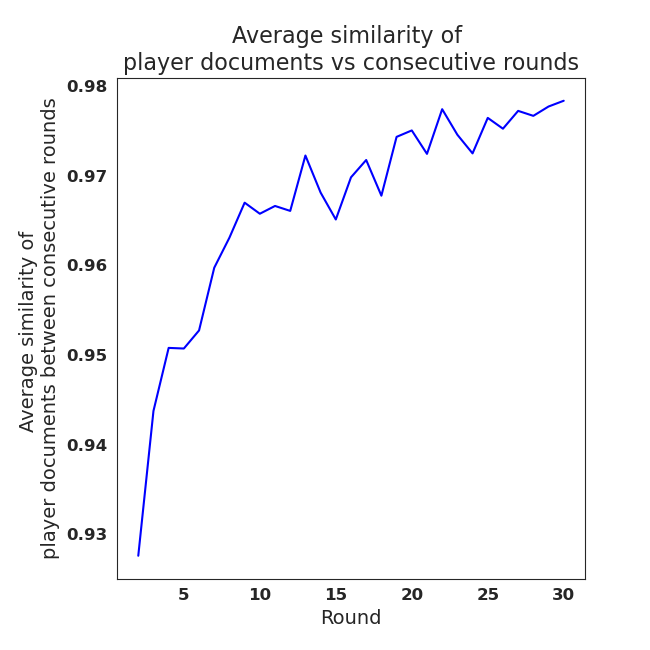 Average similarity of
player documents vs consecutive rounds
Average similarity of
player documents between consecutive rounds
0.98
0.97
0.96
0.95
0.94
0.93
5 10 15 20 25 30
Round